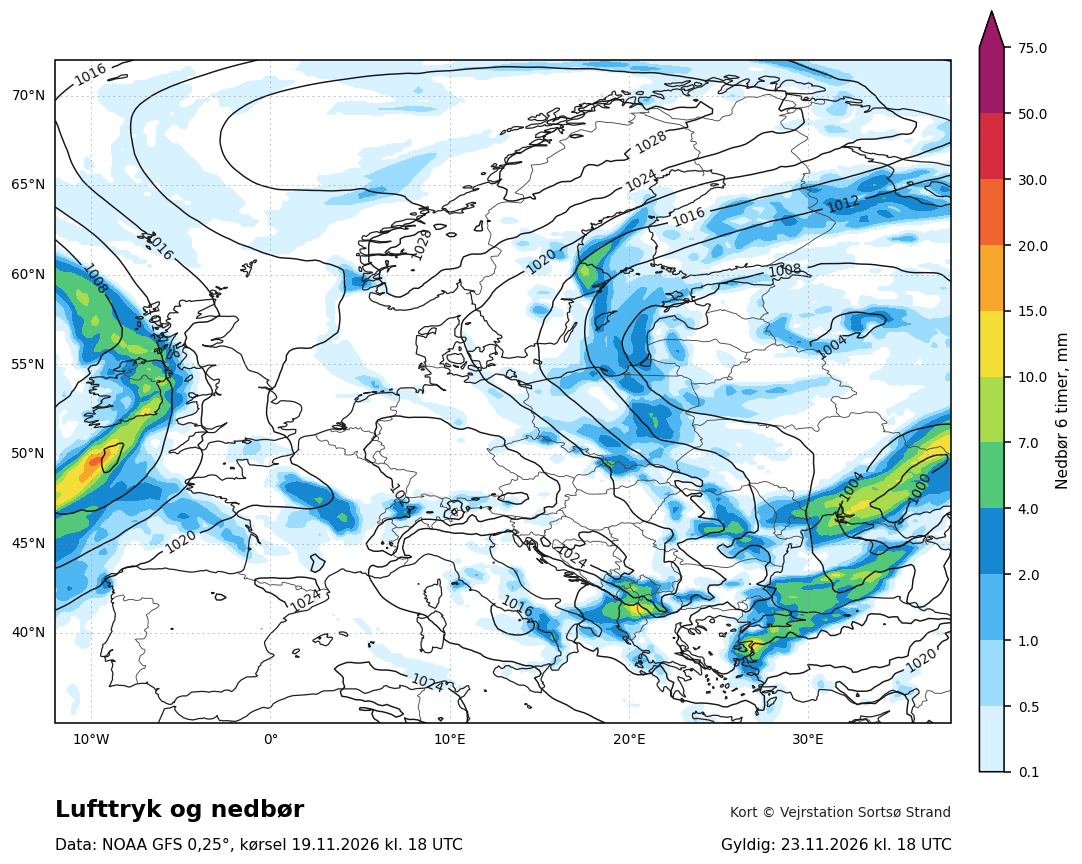 75.0
50.0
30.0
20.0
15.0
10.0
7.0
4.0
2.0
1.0
0.5
0.1
Nedbør 6 timer, mm
70°N
65°N
60°N
55°N
50°N
45°N
40°N
10°W
0°
10°E
20°E
30°E
1016
1028
1024
1016
1012
1016
1028
1020
1008
1008
1004
1004
1000
1024
1020
1024
1024
1016
1024
1020
Lufttryk og nedbør
Kort © Vejrstation Sortsø Strand
Data: NOAA GFS 0,25°, kørsel 19.11.2026 kl. 18 UTC
Gyldig: 23.11.2026 kl. 18 UTC